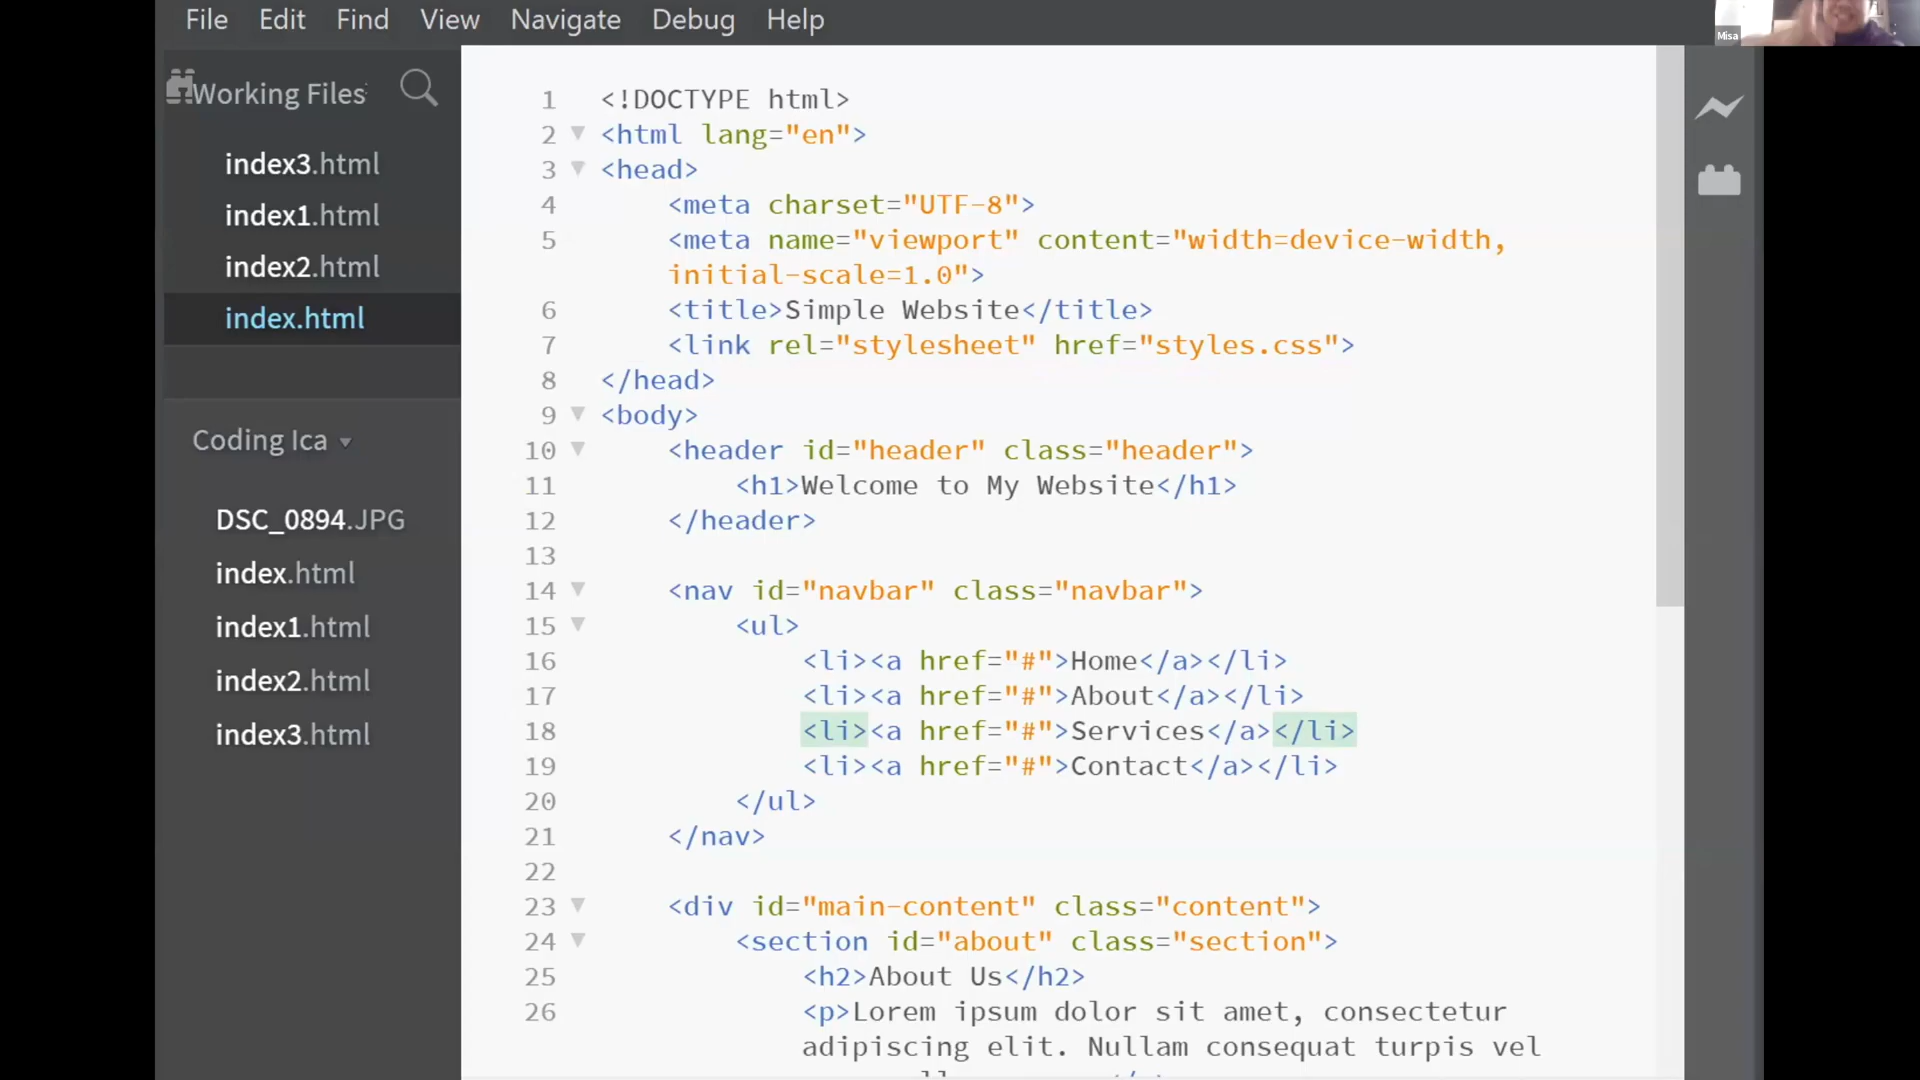 File Edit Find View Navigate Debug Help
Misa
Working Files
index3.html
index1.html
index2.html
index.html
Coding Ica
DSC_0894.JPG
index.html
index1.html
index2.html
index3.html
1 <!DOCTYPE html>
2 <html lang="en">
3 <head>
4 <meta charset="UTF-8">
5 <meta name="viewport" content="width=device-width,
initial-scale=1.0">
6 <title>Simple Website</title>
7 <link rel="stylesheet" href="styles.css">
8 </head>
9 <body>
10 <header id="header" class="header">
11 <h1>Welcome to My Website</h1>
12 </header>
13
14 <nav id="navbar" class="navbar">
15 <ul>
16 <li><a href="#">Home</a></li>
17 <li><a href="#">About</a></li>
18 <li><a href="#">Services</a></li>
19 <li><a href="#">Contact</a></li>
20 </ul>
21 </nav>
22
23 <div id="main-content" class="content">
24 <section id="about" class="section">
25 <h2>About Us</h2>
26 <p>Lorem ipsum dolor sit amet, consectetur
adipiscing elit. Nullam consequat turpis vel